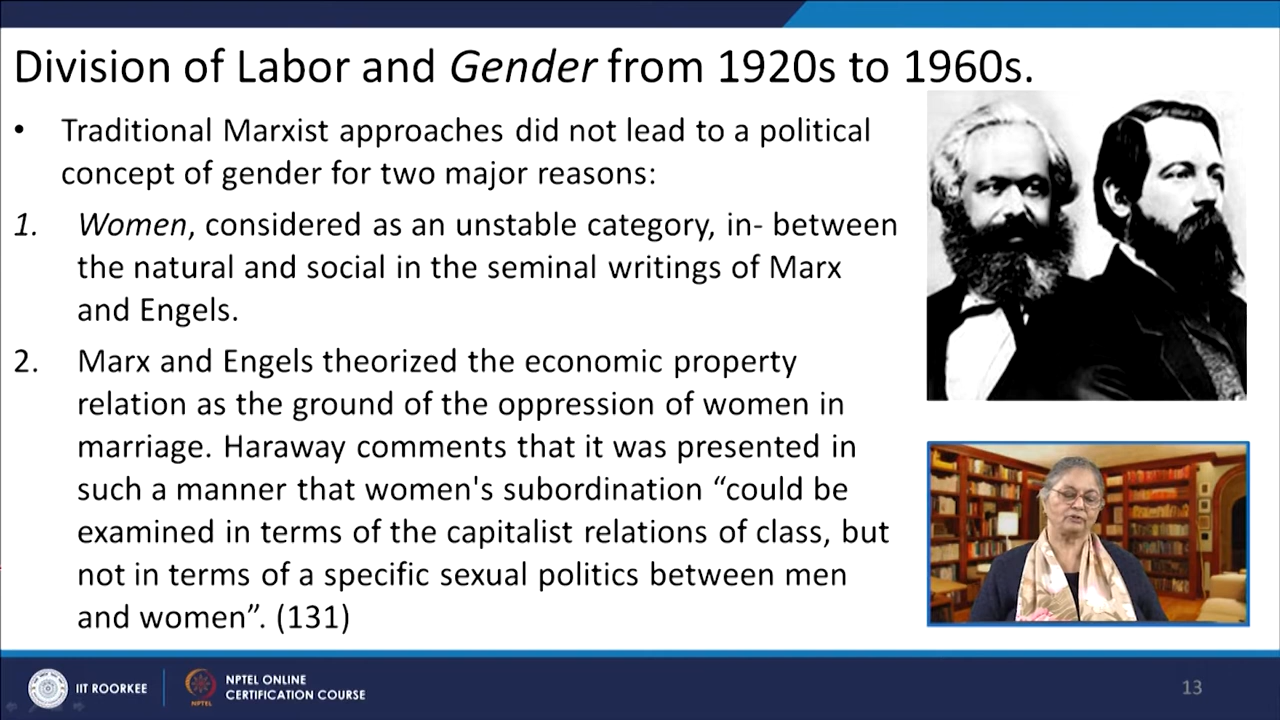 Division of Labor and Gender from 1920s to 1960s.
• Traditional Marxist approaches did not lead to a political
concept of gender for two major reasons:
1. Women, considered as an unstable category, in- between
the natural and social in the seminal writings of Marx
and Engels.
2. Marx and Engels theorized the economic property
relation as the ground of the oppression of women in
marriage. Haraway comments that it was presented in
such a manner that women's subordination “could be
examined in terms of the capitalist relations of class, but
not in terms of a specific sexual politics between men
and women”. (131)
IIT ROORKEE
NPTEL
NPTEL ONLINE
CERTIFICATION COURSE
13